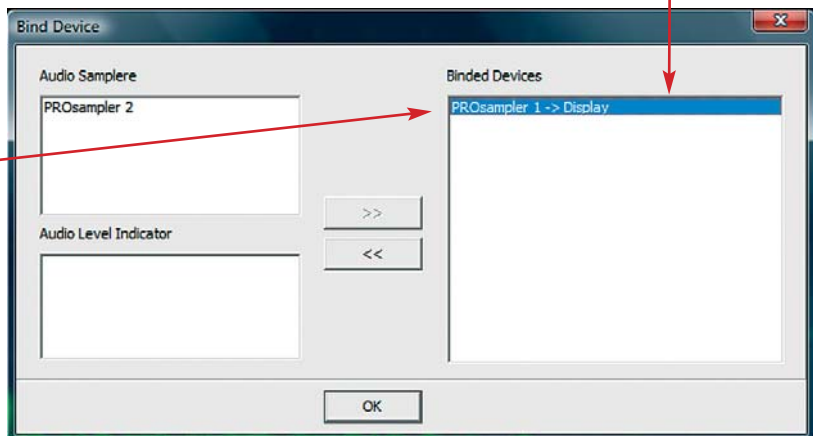 Bind Device
Audio Samplere
Binded Devices
PROsampler 2
PROsampler 1 -> Display
>>
Audio Level Indicator
<<
OK